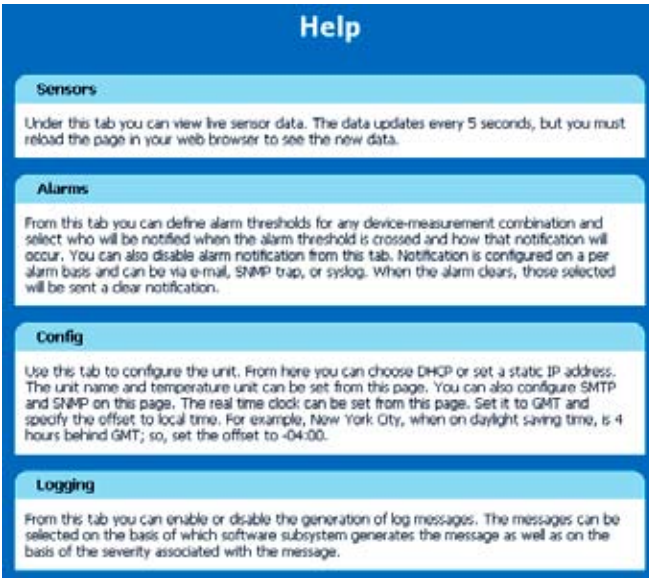 Help
Sensors
Under this tab you can view live sensor data. The data updates every 5 seconds, but you must
reload the page in your web browser to see the new data.
Alarms
From this tab you can define alarm thresholds for any device-measurement combination and
select who will be notified when the alarm threshold is crossed and how that notification will
occur. You can also disable alarm notification from this tab. Notification is configured on a per
alarm basis and can be via e-mail, SNMP trap, or syslog. When the alarm clears, those selected
will be sent a clear notification.
Config
Use this tab to configure the unit. From here you can choose DHCP or set a static IP address.
The unit name and temperature unit can be set from this page. You can also configure SMTP
and SNMP on this page. The real time clock can be set from this page. Set it to GMT and
specify the offset to local time. For example, New York City, when on daylight saving time, is 4
hours behind GMT; so, set the offset to -04:00.
Logging
From this tab you can enable or disable the generation of log messages. The messages can be
selected on the basis of which software subsystem generates the message as well as on the
basis of the severity associated with the message.